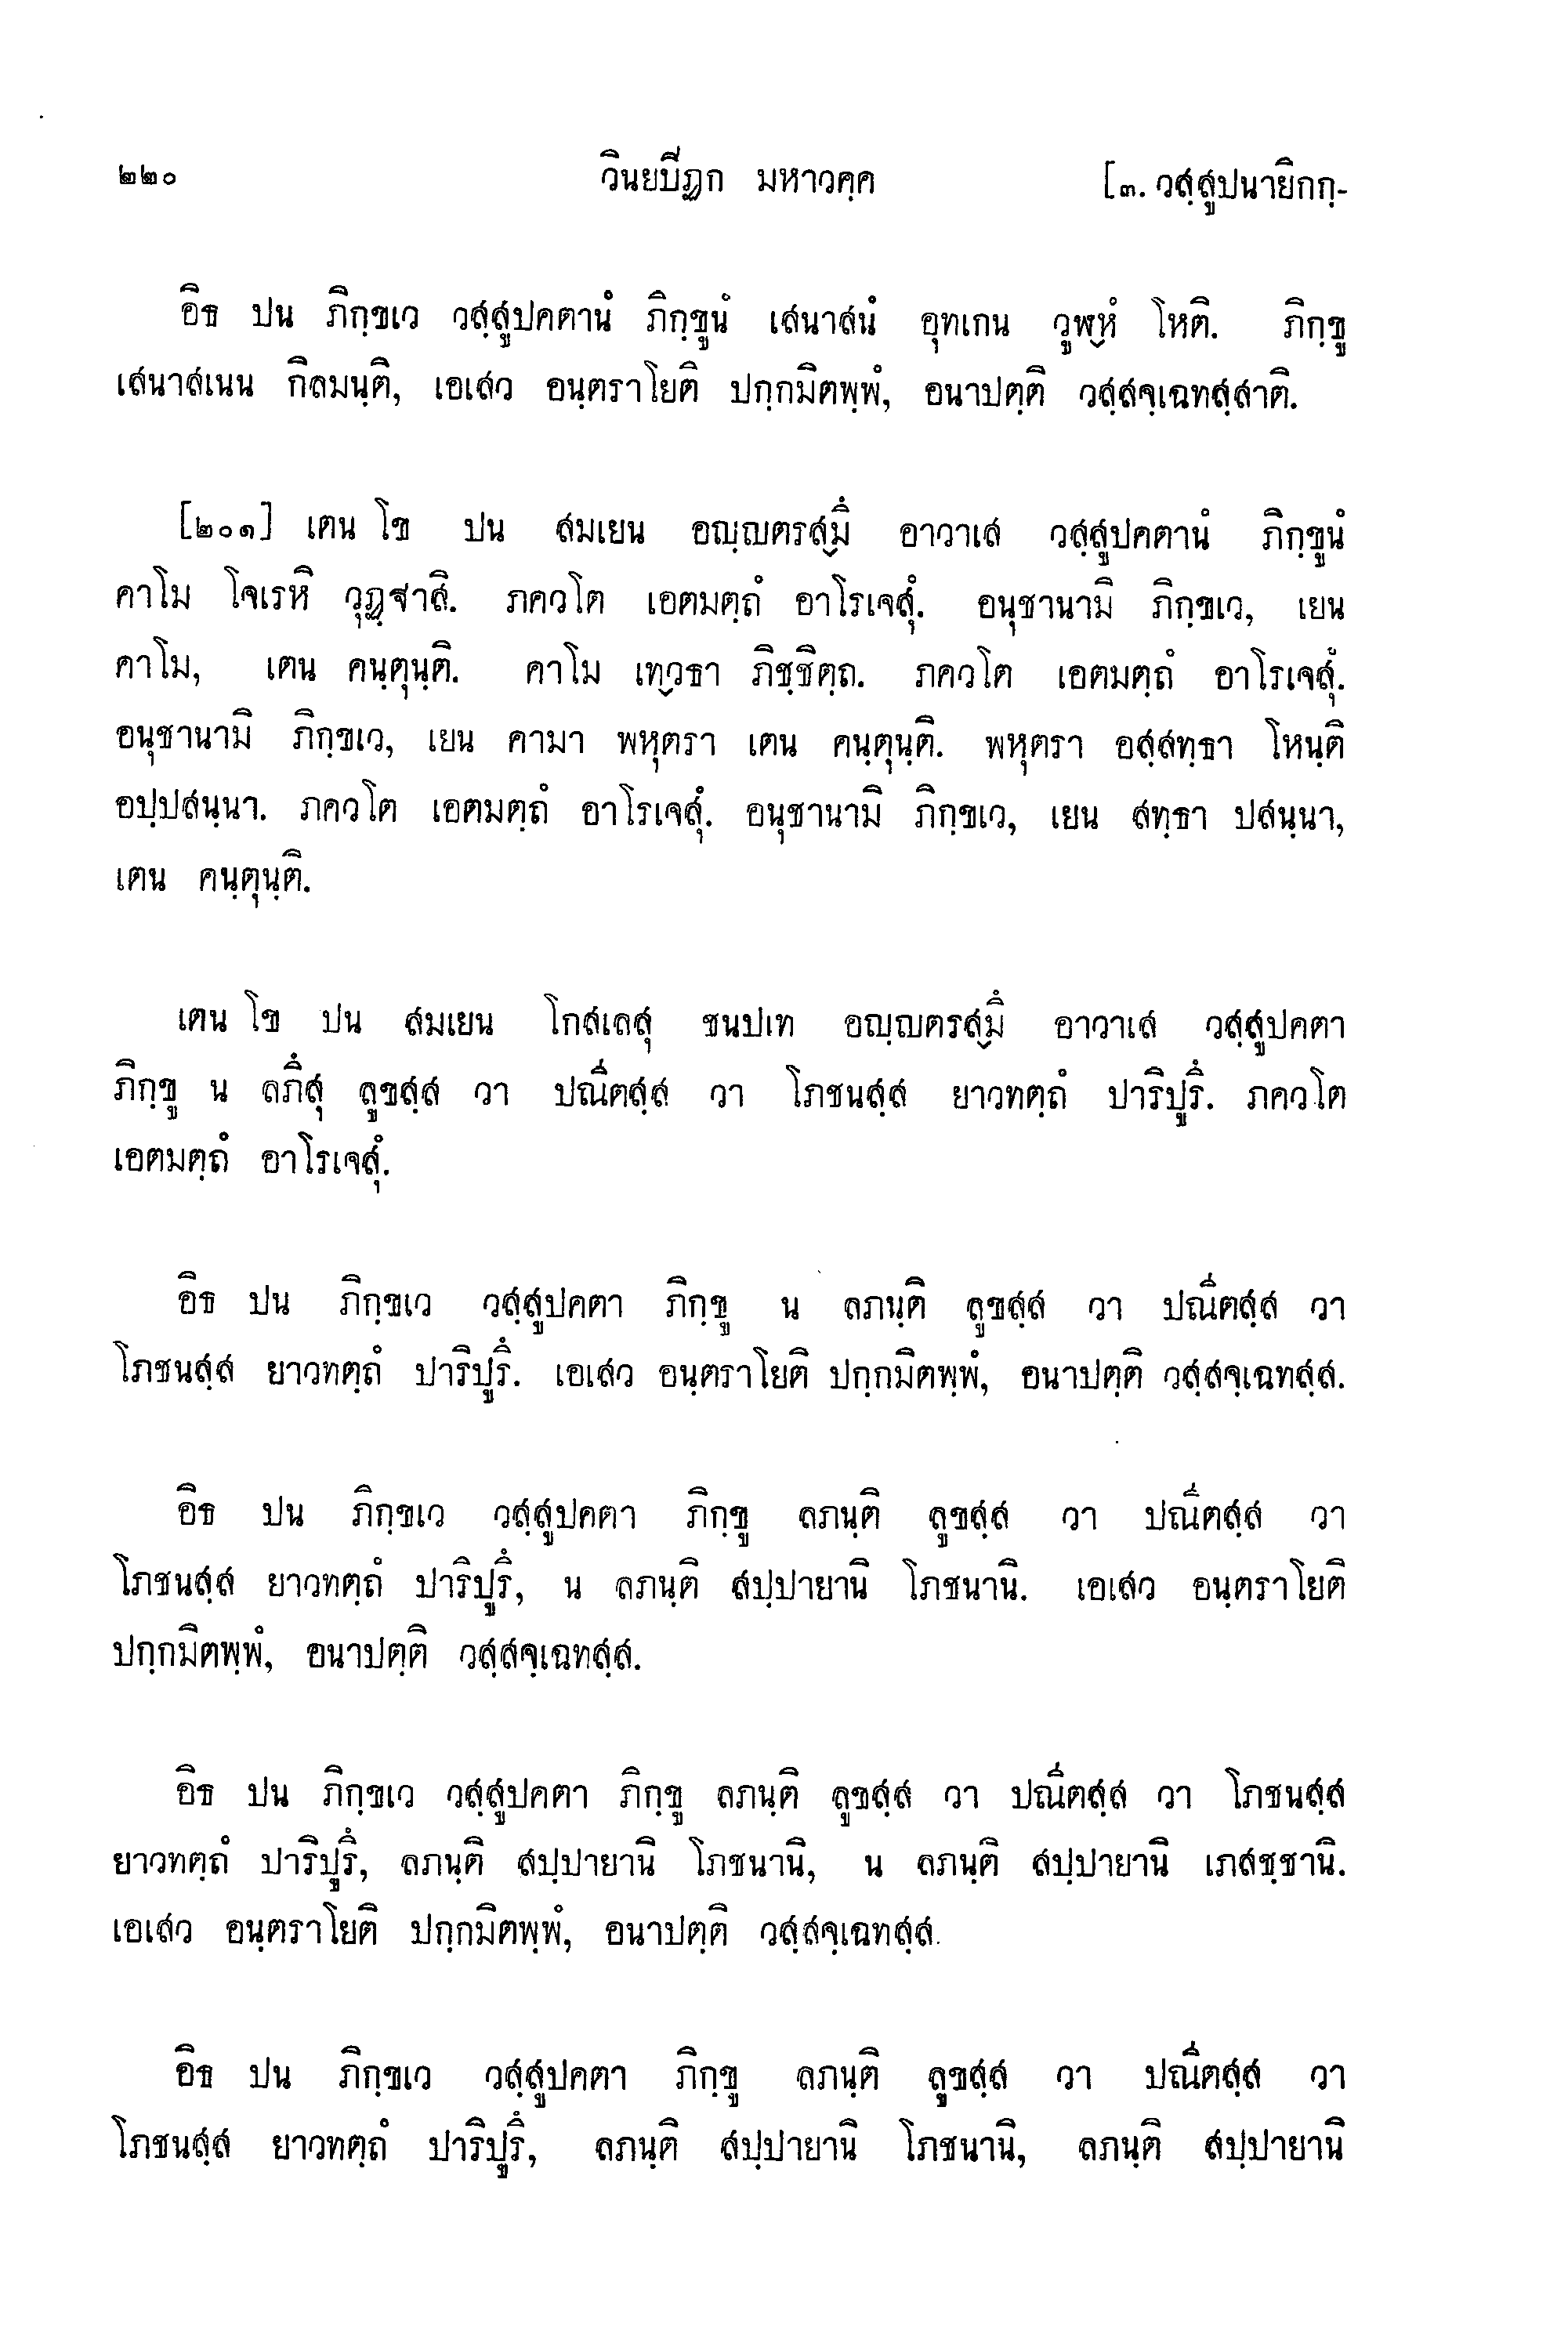 ๒๒๐ วินยปีฏก มหาวคฺค [๓. วสฺสูปนายิกกฺ-
อิธ ปน ภิกฺขเว วสฺสูปคตานํ ภิกฺขูนํ เสนาสนํ อุทเกน วูฬฺหํ โหติ. ภิกฺขู
เสนาสเนน กิลมนฺติ, เอเสว อนฺตราโยติ ปกฺกมิตพฺพํ, อนาปตฺติ วสฺสจฺเฉทสฺสาติ.
[๒๐๑] เตน โข ปน สมเยน อญฺญตรสฺมึ อาวาเส วสฺสูปคตานํ ภิกฺขูนํ
คาโม โจเรหิ วุฏฺฐาสิ. ภควโต เอตมตฺถํ อาโรเจสุํ. อนุชานามิ ภิกฺขเว, เยน
คาโม, เตน คนฺตุนฺติ. คาโม เทฺวธา ภิชฺชิตฺถ. ภควโต เอตมตฺถํ อาโรเจสุํ.
อนุชานามิ ภิกฺขเว, เยน คามา พหุตรา เตน คนฺตุนฺติ. พหุตรา อสฺสทฺธา โหนฺติ
อปฺปสนฺนา. ภควโต เอตมตฺถํ อาโรเจสุํ. อนุชานามิ ภิกฺขเว, เยน สทฺธา ปสนฺนา,
เตน คนฺตุนฺติ.
เตน โข ปน สมเยน โกสเลสุ ชนปเท อญฺญตรสฺมึ อาวาเส วสฺสูปคตา
ภิกฺขู น ลภึสุ ลูขสฺส วา ปณีตสฺส วา โภชนสฺส ยาวทตฺถํ ปาริปูรึ. ภควโต
เอตมตฺถํ อาโรเจสุํ.
อิธ ปน ภิกฺขเว วสฺสูปคตา ภิกฺขู น ลภนฺติ ลูขสฺส วา ปณีตสฺส วา
โภชนสฺส ยาวทตฺถํ ปาริปูรึ. เอเสว อนฺตราโยติ ปกฺกมิตพฺพํ, อนาปตฺติ วสฺสจฺเฉทสฺส.
อิธ ปน ภิกฺขเว วสฺสูปคตา ภิกฺขู ลภนฺติ ลูขสฺส วา ปณีตสฺส วา
โภชนสฺส ยาวทตฺถํ ปาริปูรึ, น ลภนฺติ สปฺปายานิ โภชนานิ. เอเสว อนฺตราโยติ
ปกฺกมิตพฺพํ, อนาปตฺติ วสฺสจฺเฉทสฺส.
อิธ ปน ภิกฺขเว วสฺสูปคตา ภิกฺขู ลภนฺติ ลูขสฺส วา ปณีตสฺส วา โภชนสฺส
ยาวทตฺถํ ปาริปูรึ, ลภนฺติ สปฺปายานิ โภชนานิ, น ลภนฺติ สปฺปายานิ เภสชฺชานิ.
เอเสว อนฺตราโยติ ปกฺกมิตพฺพํ, อนาปตฺติ วสฺสจฺเฉทสฺส.
อิธ ปน ภิกฺขเว วสฺสูปคตา ภิกฺขู ลภนฺติ ลูขสฺส วา ปณีตสฺส วา
โภชนสฺส ยาวทตฺถํ ปาริปูรึ, ลภนฺติ สปฺปายานิ โภชนานิ, ลภนฺติ สปฺปายานิ